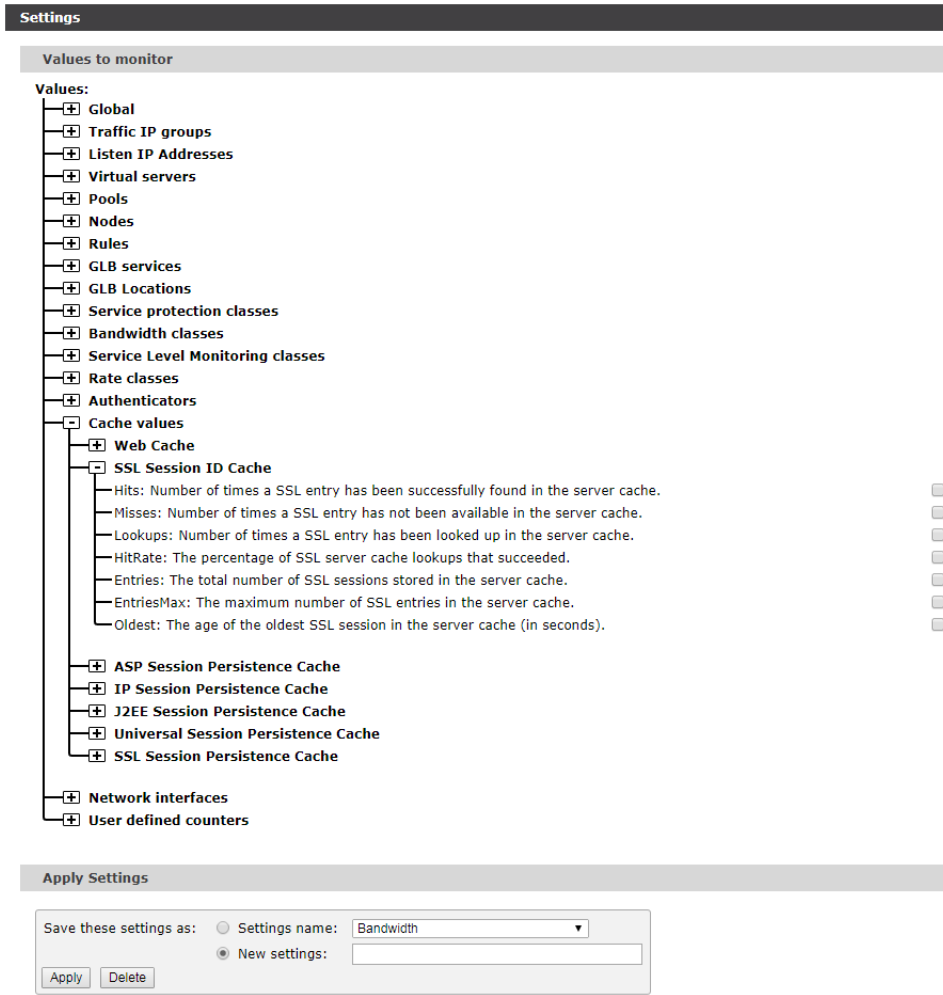 Settings
Values to monitor
Values:
Global
Traffic IP groups
Listen IP Addresses
Virtual servers
Pools
Nodes
Rules
GLB services
GLB Locations
Service protection classes
Bandwidth classes
Service Level Monitoring classes
Rate classes
Authenticators
Cache values
Web Cache
SSL Session ID Cache
Hits: Number of times a SSL entry has been successfully found in the server cache.
Misses: Number of times a SSL entry has not been available in the server cache.
Lookups: Number of times a SSL entry has been looked up in the server cache.
HitRate: The percentage of SSL server cache lookups that succeeded.
Entries: The total number of SSL sessions stored in the server cache.
EntriesMax: The maximum number of SSL entries in the server cache.
Oldest: The age of the oldest SSL session in the server cache (in seconds).
ASP Session Persistence Cache
IP Session Persistence Cache
J2EE Session Persistence Cache
Universal Session Persistence Cache
SSL Session Persistence Cache
Network interfaces
User defined counters
Apply Settings
Save these settings as: Settings name: Bandwidth
New settings:
Apply Delete